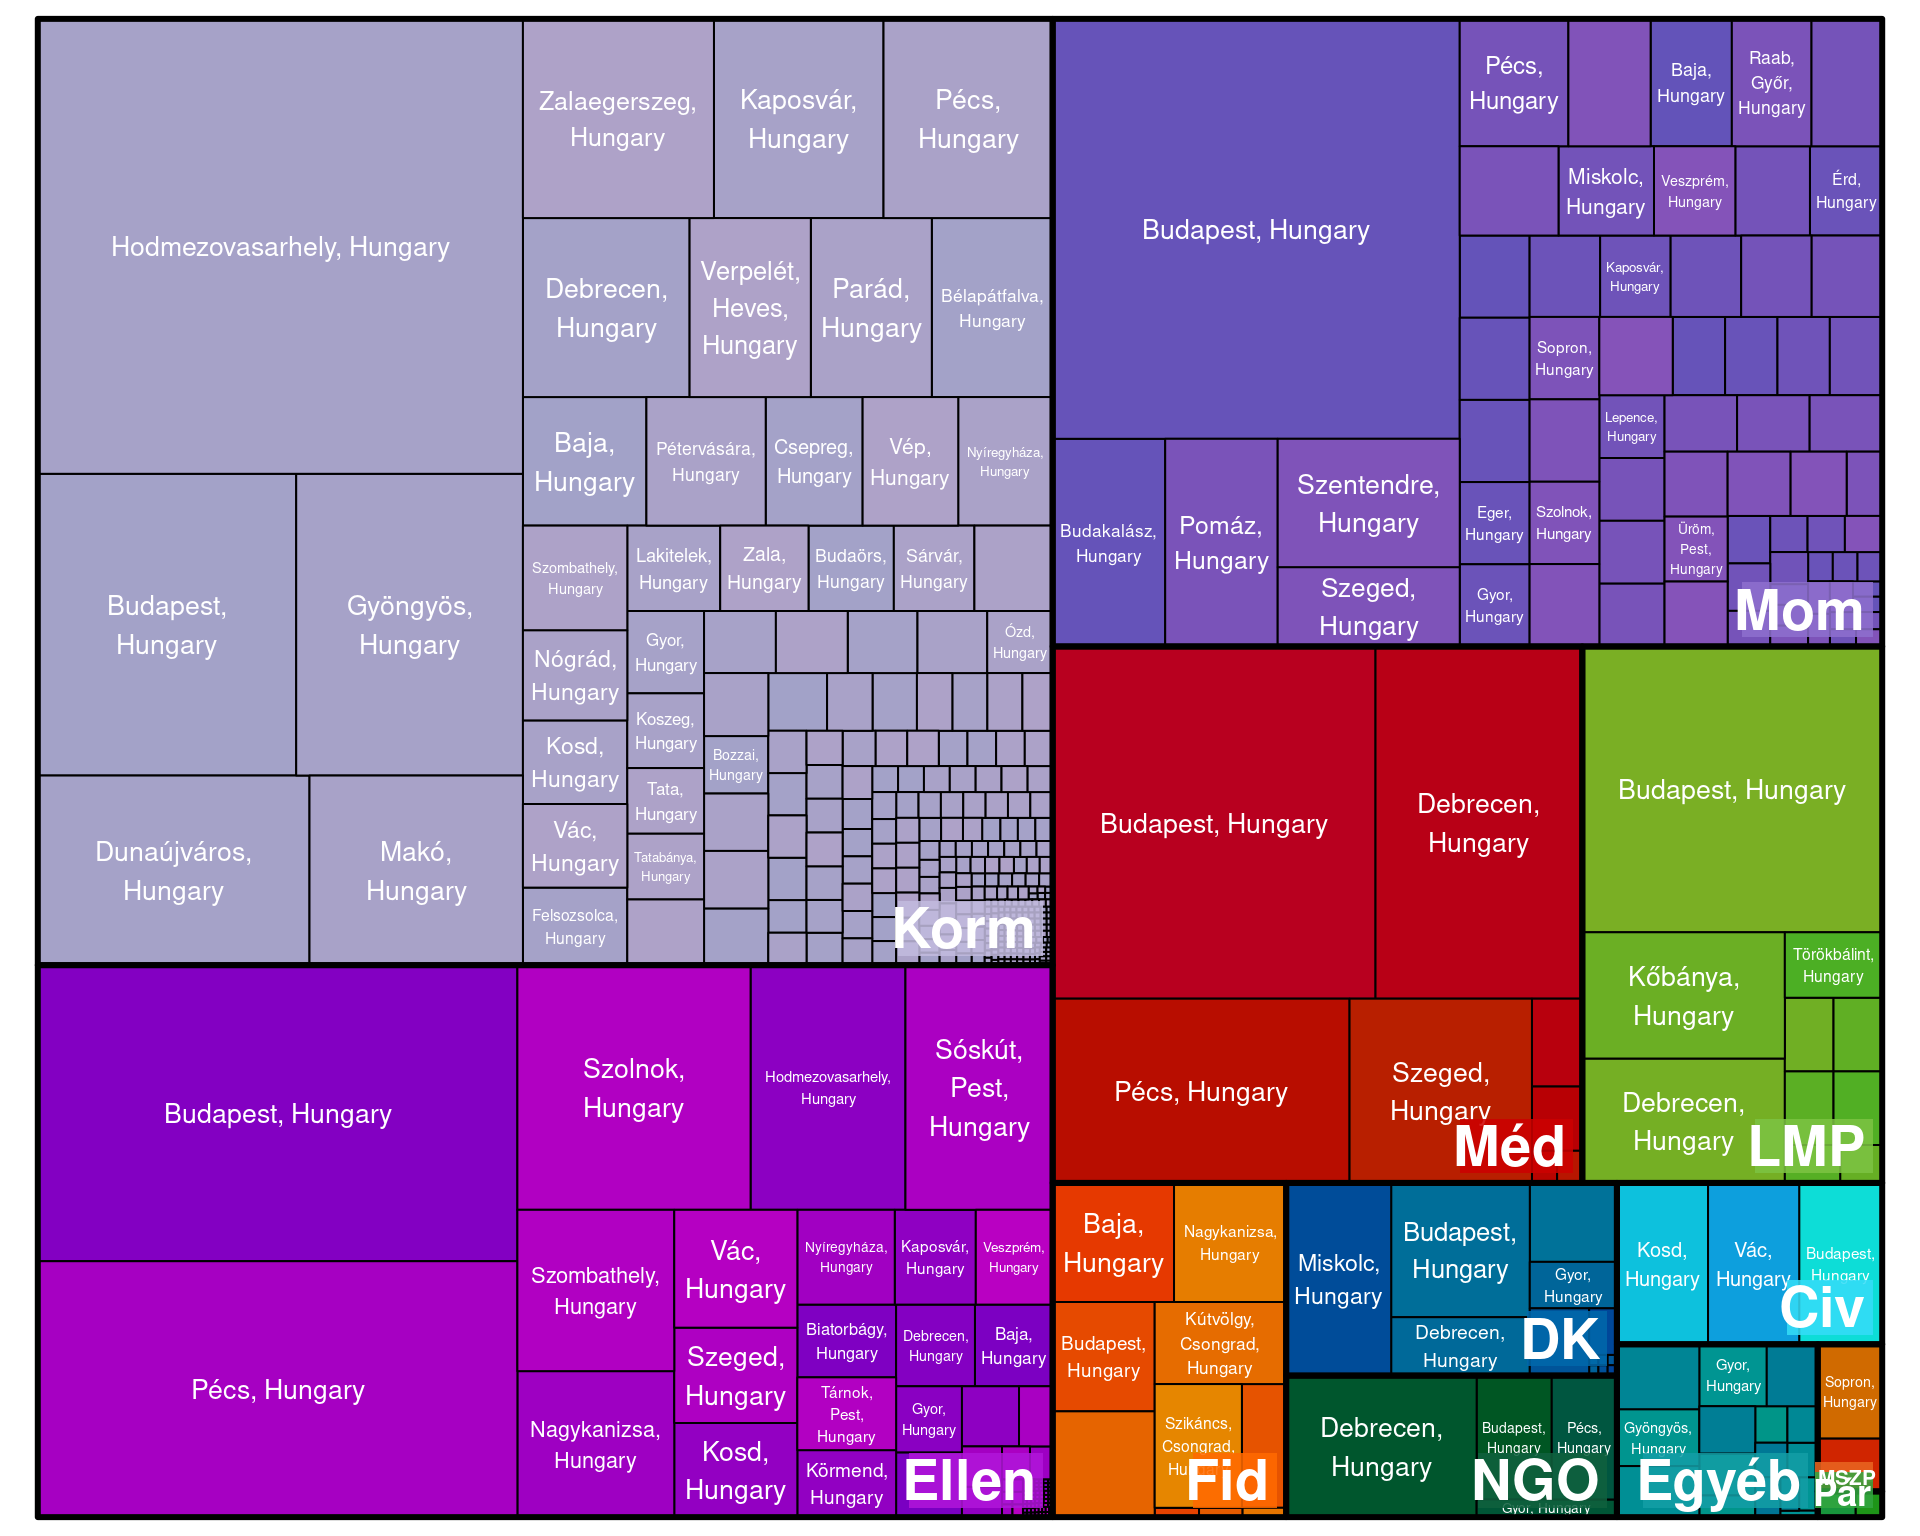 Hodmezovasarhely, Hungary
Zalaegerszeg,
Hungary
Kaposvár,
Hungary
Pécs,
Hungary
Debrecen,
Hungary
Verpelét,
Heves,
Hungary
Parád,
Hungary
Bélapátfalva,
Hungary
Baja,
Hungary
Pétervására,
Hungary
Csepreg,
Hungary
Vép,
Hungary
Nyíregyháza,
Hungary
Budapest,
Hungary
Gyöngyös,
Hungary
Dunaújváros,
Hungary
Makó,
Hungary
Szombathely,
Hungary
Lakitelek,
Hungary
Zala,
Hungary
Budaörs,
Hungary
Sárvár,
Hungary
Nógrád,
Hungary
Gyor,
Hungary
Ózd,
Hungary
Kosd,
Hungary
Koszeg,
Hungary
Bozzai,
Hungary
Tata,
Hungary
Vác,
Hungary
Tatabánya,
Hungary
Felsozsolca,
Hungary
Korm
Budapest, Hungary
Pécs,
Hungary
Baja,
Hungary
Raab,
Győr,
Hungary
Miskolc,
Hungary
Veszprém,
Hungary
Érd,
Hungary
Kaposvár,
Hungary
Sopron,
Hungary
Lepence,
Hungary
Budakalász,
Hungary
Pomáz,
Hungary
Szentendre,
Hungary
Szeged,
Hungary
Eger,
Hungary
Szolnok,
Hungary
Üröm,
Pest,
Hungary
Gyor,
Hungary
Mom
Budapest, Hungary
Debrecen,
Hungary
Pécs, Hungary
Szeged,
Hungary
Méd
Budapest, Hungary
Kőbánya,
Hungary
Törökbálint,
Hungary
Debrecen,
Hungary
LMP
Budapest, Hungary
Pécs, Hungary
Szolnok,
Hungary
Hodmezovasarhely,
Hungary
Sóskút,
Pest,
Hungary
Szombathely,
Hungary
Vác,
Hungary
Nyíregyháza,
Hungary
Kaposvár,
Hungary
Veszprém,
Hungary
Biatorbágy,
Hungary
Debrecen,
Hungary
Baja,
Hungary
Szeged,
Hungary
Nagykanizsa,
Hungary
Tárnok,
Pest,
Hungary
Gyor,
Hungary
Kosd,
Hungary
Körmend,
Hungary
Ellen
Baja,
Hungary
Nagykanizsa,
Hungary
Budapest,
Hungary
Kútvölgy,
Csongrad,
Hungary
Szikáncs,
Csongrad,
Fid
Miskolc,
Hungary
Budapest,
Hungary
Gyor,
Hungary
Debrecen,
Hungary
DK
Debrecen,
Hungary
Budapest,
Hungary
Pécs,
Hungary
NGO
Gyor, Hungary
Kosd,
Hungary
Vác,
Hungary
Budapest,
Hungary
Civ
Gyor,
Hungary
Gyöngyös,
Hungary
Egyéb
Sopron,
Hungary
MSZP
Par